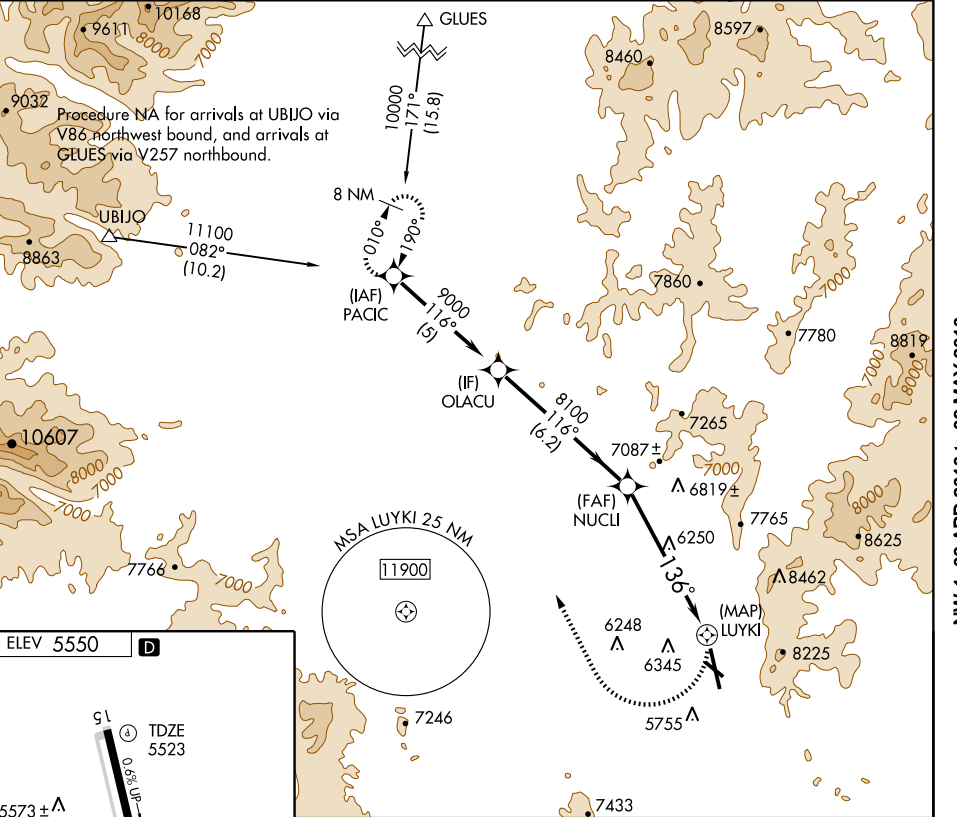 10168
9611
8000
7000
GLUES
8597
8460
9032
Procedure NA for arrivals at UBIJO via
V86 northwest bound, and arrivals at
GLUES via V257 northbound.
10000
171°
(15.8)
8 NM
010°
190°
UBIJO
11100
082°
(10.2)
8863
(IAF)
PACIC
9000
116°
(5)
7860
7000
7780
8819
7000
8000
(IF)
OLACU
8100
116°
(6.2)
7265
7087 ±
7000
6819 ±
10607
8000
7000
(FAF)
NUCLI
7765
8000
8625
MSA LUYKI 25 NM
11900
6250
136°
8462
7766
7000
(MAP)
LUYKI
6248
6345
8225
5755
ELEV 5550
D
15
P
TDZE
5523
0.6% UP
5573 ±
7246
7433